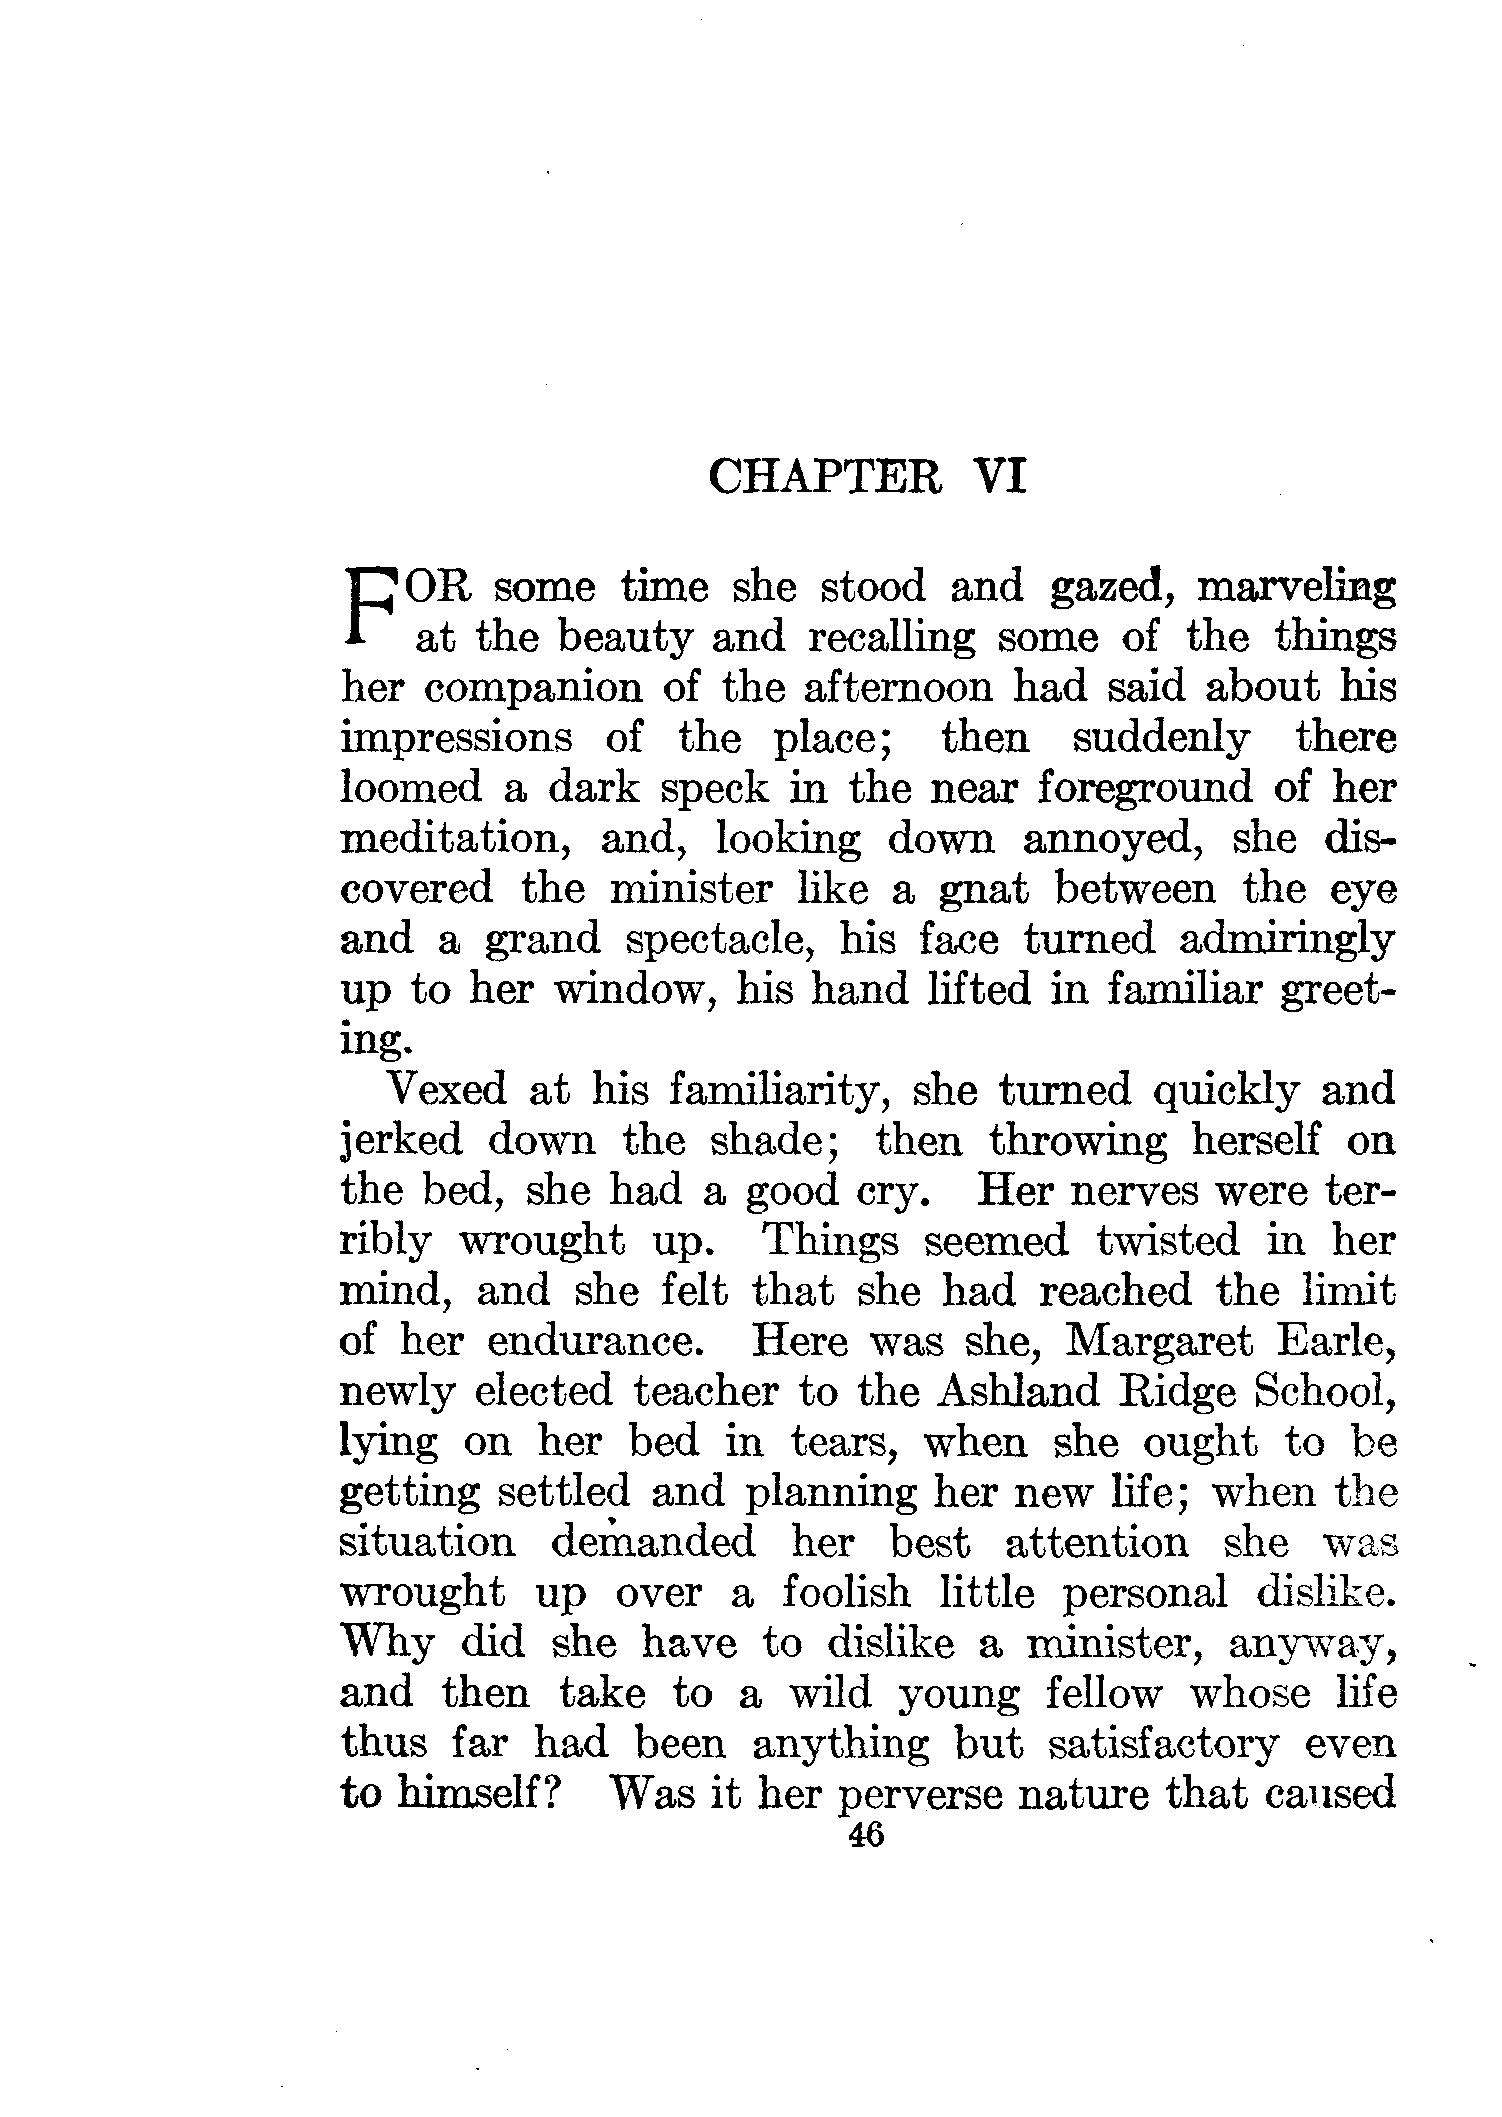 CHAPTER VI
FOR some time she stood and gazed, marveling
at the beauty and recalling some of the things
her companion of the afternoon had said about his
impressions of the place; then suddenly there
loomed a dark speck in the near foreground of her
meditation, and, looking down annoyed, she dis-
covered the minister like a gnat between the eye
and a grand spectacle, his face turned admiringly
up to her window, his hand lifted in familiar greet-
ing.
Vexed at his familiarity, she turned quickly and
jerked down the shade; then throwing herself on
the bed, she had a good cry. Her nerves were ter-
ribly wrought up. Things seemed twisted in her
mind, and she felt that she had reached the limit
of her endurance. Here was she, Margaret Earle,
newly elected teacher to the Ashland Ridge School,
lying on her bed in tears, when she ought to be
getting settled and planning her new life; when the
situation demanded her best attention she was
wrought up over a foolish little personal dislike.
Why did she have to dislike a minister, anyway,
and then take to a wild young fellow whose life
thus far had been anything but satisfactory even
to himself? Was it her perverse nature that caused
46